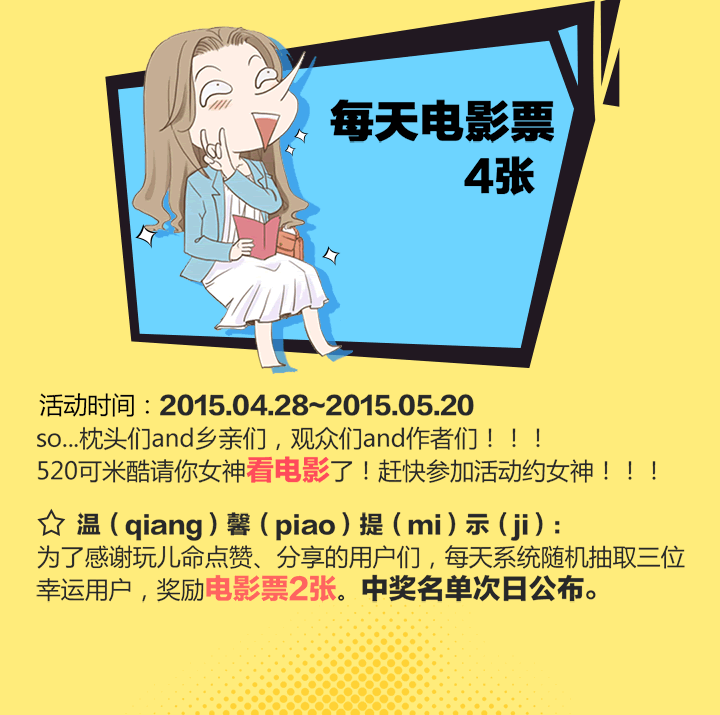 每天电影票
4张
活动时间：2015.04.28~2015.05.20
so...枕头们and乡亲们，观众们and作者们！！！
520可米酷请你女神看电影了！赶快参加活动约女神！！！
温（qiang）馨（piao）提（mi）示（ji）：
为了感谢玩儿命点赞、分享的用户们，每天系统随机抽取三位
幸运用户，奖励电影票2张。中奖名单次日公布。